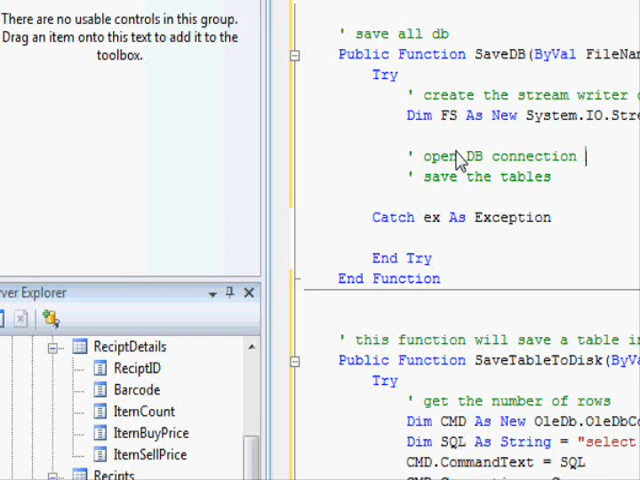 There are no usable controls in this group.
Drag an item onto this text to add it to the
toolbox.
' save all db
Public Function SaveDB(ByVal FileNam
Try
' create the stream writer
Dim FS As New System.IO.Stre
' open DB connection
' save the tables
Catch ex As Exception
End Try
End Function
' this function will save a table in
Public Function SaveTableToDisk(ByVa
Try
' get the number of rows
Dim CMD As New OleDb.OleDbCo
Dim SQL As String = "select
CMD.CommandText = SQL
rver Explorer
ReciptDetails
ReciptID
Barcode
ItemCount
ItemBuyPrice
ItemSellPrice
Recipts